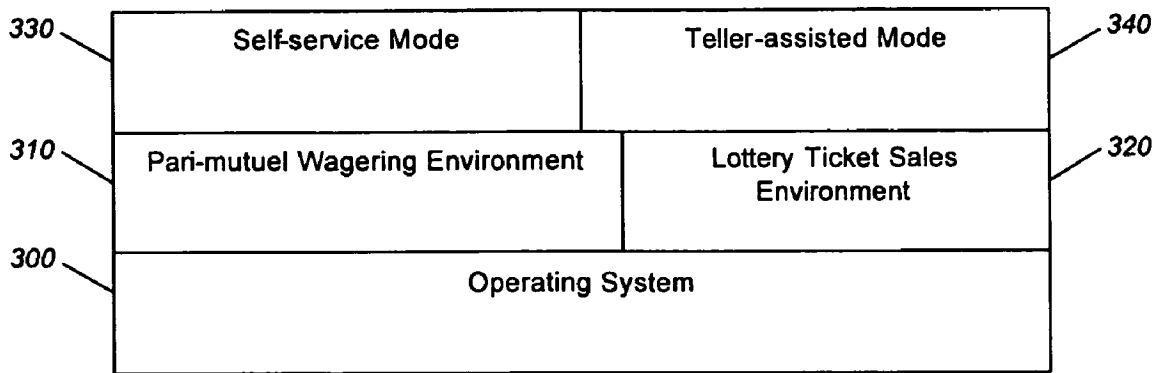 330 Self-service Mode Teller-assisted Mode 340
310 Pari-mutuel Wagering Environment Lottery Ticket Sales Environment 320
300 Operating System